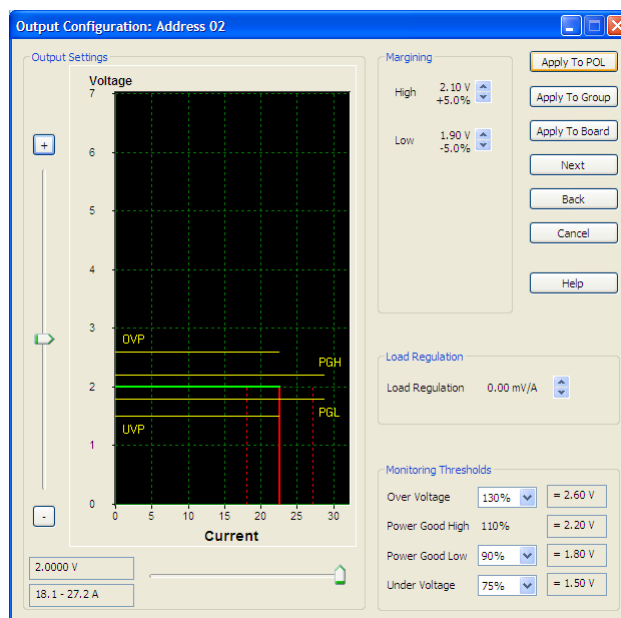 Output Configuration: Address 02
Output Settings
Voltage
7
6
5
4
3
2
1
0
OVP
PGH
PGL
UVP
0 5 10 15 20 25 30
Current
+
-
2.0000 V
18.1 - 27.2 A
Margining
High 2.10 V
+5.0%
Low 1.90 V
-5.0%
Apply To POL
Apply To Group
Apply To Board
Next
Back
Cancel
Help
Load Regulation
Load Regulation 0.00 mV/A
Monitoring Thresholds
Over Voltage 130% = 2.60 V
Power Good High 110% = 2.20 V
Power Good Low 90% = 1.80 V
Under Voltage 75% = 1.50 V